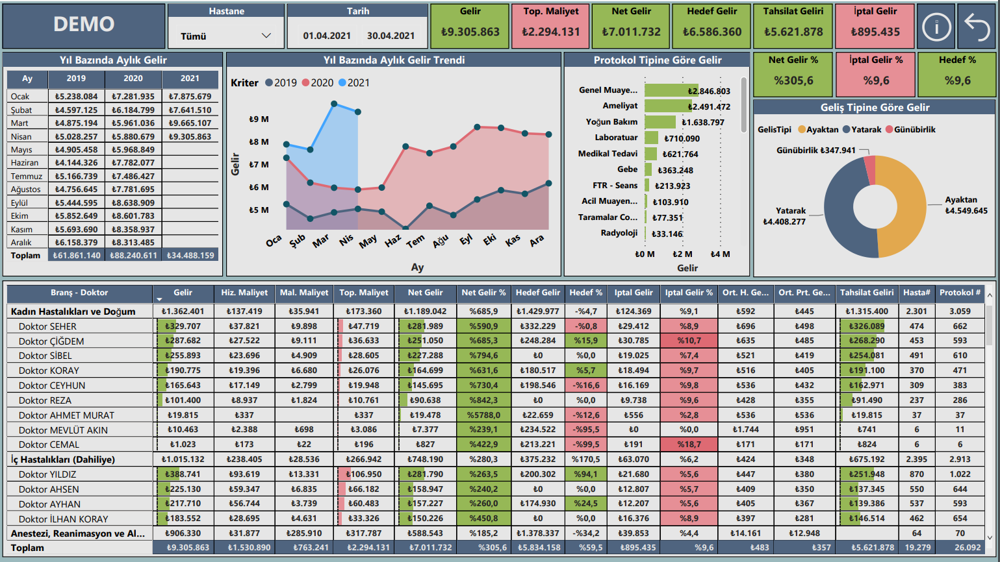 DEMO
Hastane
Tümü
Tarih
01.04.2021 30.04.2021
Gelir
₺9.305.863
Top. Maliyet
₺2.294.131
Net Gelir
₺7.011.732
Hedef Gelir
₺6.586.360
Tahsilat Geliri
₺5.621.878
İptal Gelir
₺895.435
Yıl Bazında Aylık Gelir
Ay 2019 2020 2021
Ocak ₺5.238.084 ₺7.281.935 ₺7.875.679
Şubat ₺4.597.125 ₺6.184.799 ₺7.641.510
Mart ₺4.875.194 ₺5.961.036 ₺9.665.107
Nisan ₺5.028.257 ₺5.880.679 ₺9.305.863
Mayıs ₺4.905.458 ₺5.968.849
Haziran ₺4.144.326 ₺7.782.077
Temmuz ₺5.166.739 ₺7.486.427
Ağustos ₺4.756.645 ₺7.781.695
Eylül ₺5.444.595 ₺8.638.909
Ekim ₺5.852.649 ₺8.601.783
Kasım ₺5.693.690 ₺8.358.937
Aralık ₺6.158.379 ₺8.313.485
Toplam ₺61.861.140 ₺88.240.611 ₺34.488.159
Yıl Bazında Aylık Gelir Trendi
Kriter 2019 2020 2021
₺9 M
₺8 M
₺7 M
₺6 M
₺5 M
Gelir
Oca Şub Mar Nis May Haz Tem Ağu Eyl Eki Kas Ara
Ay
Protokol Tipine Göre Gelir
Genel Muaye... ₺2.846.803
Ameliyat ₺2.491.472
Yoğun Bakım ₺1.638.797
Laboratuar ₺710.090
Medikal Tedavi ₺621.764
Gebe ₺363.248
FTR - Seans ₺213.923
Acil Muayen... ₺103.910
Taramalar Co... ₺77.351
Radyoloji ₺33.146
₺0 M ₺2 M ₺4 M
Gelir
Net Gelir %
%305,6
İptal Gelir %
%9,6
Hedef %
%9,6
Geliş Tipine Göre Gelir
GelisTipi Ayaktan Yatarak Günübirlik
Günübirlik ₺347.941
Ayaktan
₺4.549.645
Yatarak
₺4.408.277
Branş - Doktor Gelir Hiz. Maliyet Mal. Maliyet Top. Maliyet Net Gelir Net Gelir % Hedef Gelir Hedef % Iptal Gelir Iptal Gelir % Ort. H. Ge... Ort. Prt. Ge... Tahsilat Geliri Hasta# Protokol #
Kadın Hastalıkları ve Doğum ₺1.362.401 ₺137.419 ₺35.941 ₺173.360 ₺1.189.042 %685,9 ₺1.429.977 -%4,7 ₺124.369 %9,1 ₺592 ₺445 ₺1.315.400 2.301 3.059
Doktor SEHER ₺329.707 ₺37.821 ₺9.898 ₺47.719 ₺281.989 %590,9 ₺332.229 -%0,8 ₺29.412 %8,9 ₺696 ₺498 ₺326.089 474 662
Doktor ÇİĞDEM ₺287.682 ₺27.522 ₺9.111 ₺36.633 ₺251.050 %685,3 ₺248.284 %15,9 ₺30.785 %10,7 ₺635 ₺485 ₺268.290 453 593
Doktor SİBEL ₺255.893 ₺23.696 ₺4.909 ₺28.605 ₺227.288 %794,6 ₺0 %0,0 ₺19.025 %7,4 ₺521 ₺419 ₺254.081 491 610
Doktor KORAY ₺190.775 ₺19.396 ₺6.680 ₺26.076 ₺164.699 %631,6 ₺180.517 %5,7 ₺18.494 %9,7 ₺516 ₺405 ₺191.100 370 471
Doktor CEYHUN ₺165.643 ₺17.149 ₺2.799 ₺19.948 ₺145.695 %730,4 ₺198.546 -%16,6 ₺16.169 %9,8 ₺536 ₺432 ₺162.971 309 383
Doktor REZA ₺101.400 ₺8.937 ₺1.824 ₺10.761 ₺90.638 %842,3 ₺0 %0,0 ₺9.738 %9,6 ₺428 ₺355 ₺91.490 237 286
Doktor AHMET MURAT ₺19.815 ₺337 ₺337 ₺19.478 %5788,0 ₺22.659 -%12,6 ₺556 %2,8 ₺536 ₺536 ₺19.815 37 37
Doktor MEVLÜT AKIN ₺10.463 ₺2.388 ₺698 ₺3.086 ₺7.377 %239,1 ₺234.522 -%95,5 ₺0 %0,0 ₺1.744 ₺951 ₺741 6 11
Doktor CEMAL ₺1.023 ₺173 ₺22 ₺196 ₺827 %422,9 ₺213.221 -%99,5 ₺191 %18,7 ₺171 ₺171 ₺824 6 6
İç Hastalıkları (Dahiliye) ₺1.015.132 ₺238.405 ₺28.536 ₺266.942 ₺748.190 %280,3 ₺375.232 %170,5 ₺63.070 %6,2 ₺424 ₺348 ₺675.192 2.395 2.913
Doktor YILDIZ ₺388.741 ₺93.619 ₺13.331 ₺106.950 ₺281.790 %263,5 ₺200.302 %94,1 ₺21.680 %5,6 ₺447 ₺380 ₺251.948 870 1.022
Doktor AHSEN ₺225.130 ₺59.347 ₺6.835 ₺66.182 ₺158.947 %240,2 ₺0 %0,0 ₺12.807 %5,7 ₺409 ₺350 ₺137.345 550 644
Doktor AYHAN ₺217.710 ₺56.744 ₺3.739 ₺60.483 ₺157.227 %260,0 ₺174.930 %24,5 ₺12.207 %5,6 ₺405 ₺367 ₺139.386 537 593
Doktor İLHAN KORAY ₺183.552 ₺28.695 ₺4.631 ₺33.326 ₺150.226 %450,8 ₺0 %0,0 ₺16.376 %8,9 ₺397 ₺281 ₺146.514 462 654
Anestezi, Reanimasyon ve Al... ₺906.330 ₺31.877 ₺285.910 ₺317.787 ₺588.543 %185,2 ₺1.378.337 -%34,2 ₺39.853 %4,4 ₺14.161 ₺12.948 64 70
Toplam ₺9.305.863 ₺1.530.890 ₺763.241 ₺2.294.131 ₺7.011.732 %305,6 ₺5.834.158 %59,5 ₺895.435 %9,6 ₺483 ₺357 ₺5.621.878 19.279 26.092